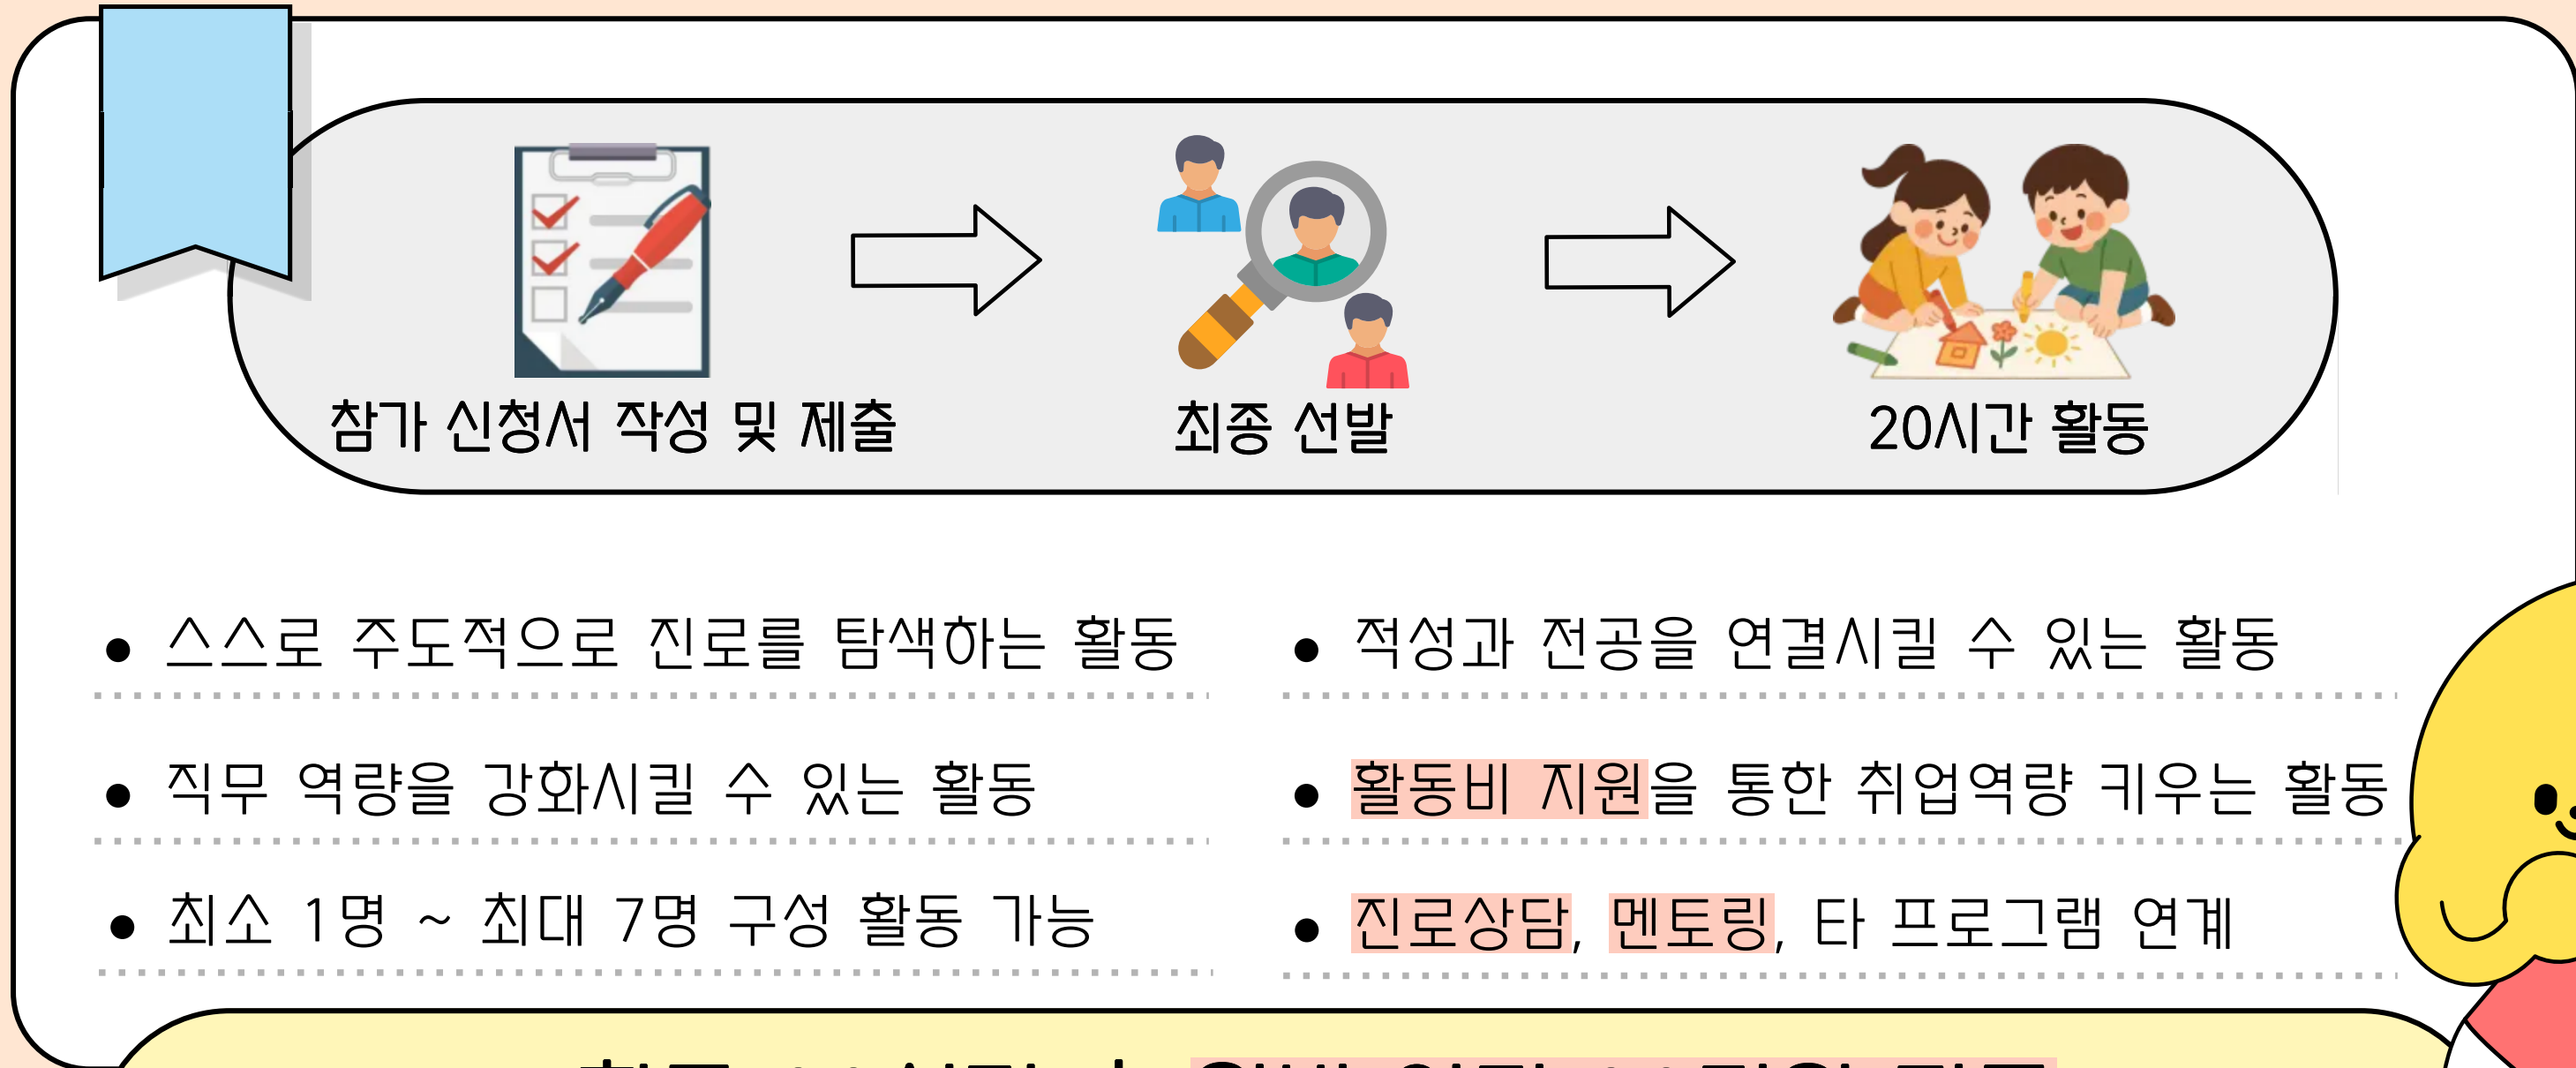 참가 신청서 작성 및 제출
최종 선발
20시간 활동
● 스스로 주도적으로 진로를 탐색하는 활동
● 직무 역량을 강화시킬 수 있는 활동
● 최소 1명 ~ 최대 7명 구성 활동 가능
● 적성과 전공을 연결시킬 수 있는 활동
● 활동비 지원을 통한 취업역량 키우는 활동
● 진로상담, 멘토링, 타 프로그램 연계